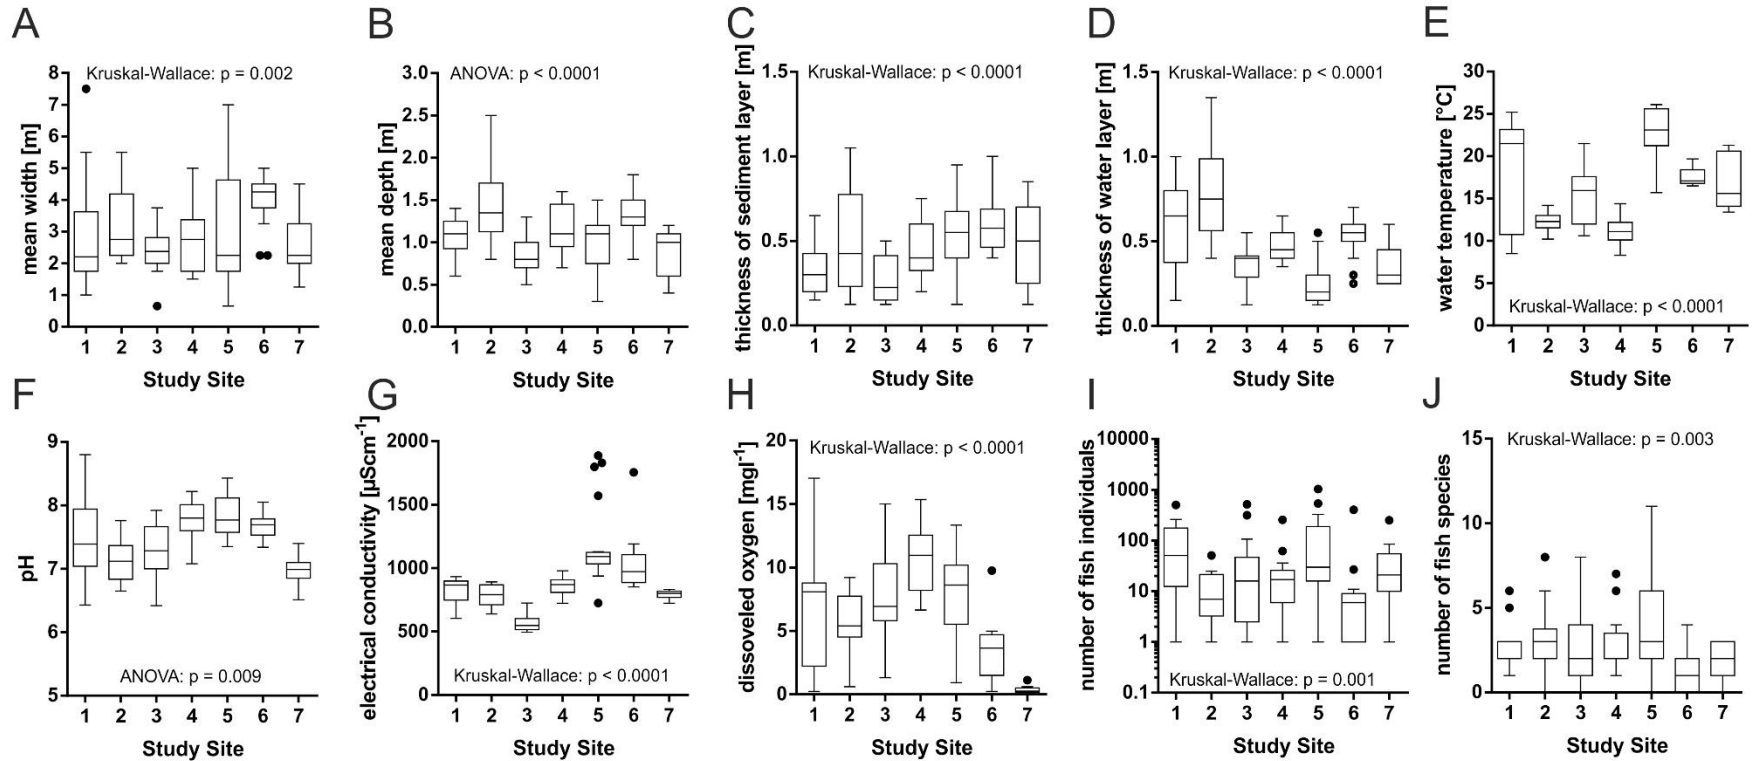 A
Kruskal-Wallace: p = 0.002
mean width [m]
8
7
6
5
4
3
2
1
0
1 2 3 4 5 6 7
Study Site
B
ANOVA: p < 0.0001
mean depth [m]
3.0
2.5
2.0
1.5
1.0
0.5
0.0
1 2 3 4 5 6 7
Study Site
C
Kruskal-Wallace: p < 0.0001
thickness of sediment layer [m]
1.5
1.0
0.5
0.0
1 2 3 4 5 6 7
Study Site
D
Kruskal-Wallace: p < 0.0001
thickness of water layer [m]
1.5
1.0
0.5
0.0
1 2 3 4 5 6 7
Study Site
E
water temperature [°C]
30
25
20
15
10
5
0
Kruskal-Wallace: p < 0.0001
1 2 3 4 5 6 7
Study Site
F
pH
9
8
7
6
5
ANOVA: p = 0.009
1 2 3 4 5 6 7
Study Site
G
electrical conductivity [µScm⁻¹]
2000
1500
1000
500
0
Kruskal-Wallace: p < 0.0001
1 2 3 4 5 6 7
Study Site
H
Kruskal-Wallace: p < 0.0001
dissoveled oxygen [mgl⁻¹]
20
15
10
5
0
1 2 3 4 5 6 7
Study Site
I
number of fish individuals
10000
1000
100
10
1
0.1
Kruskal-Wallace: p = 0.001
1 2 3 4 5 6 7
Study Site
J
Kruskal-Wallace: p = 0.003
number of fish species
15
10
5
0
1 2 3 4 5 6 7
Study Site